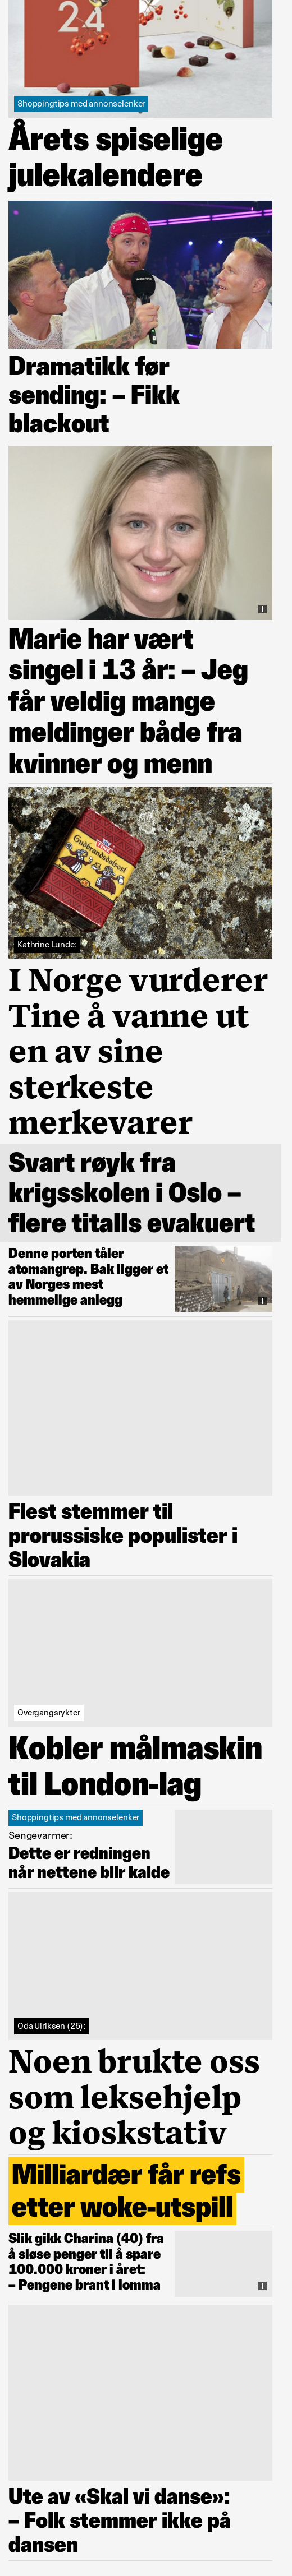 24
Shoppingtips med annonselenker
Årets spiselige
julekalendere
Dramatikk før
sending: – Fikk
blackout
Marie har vært
singel i 13 år: – Jeg
får veldig mange
meldinger både fra
kvinner og menn
TINE
Gudbrandsdalsost
Kathrine Lunde:
I Norge vurderer
Tine å vanne ut
en av sine
sterkeste
merkevarer
Svart røyk fra
krigsskolen i Oslo –
flere titalls evakuert
Denne porten tåler
atomangrep. Bak ligger et
av Norges mest
hemmelige anlegg
Flest stemmer til
prorussiske populister i
Slovakia
Overgangsrykter
Kobler målmaskin
til London-lag
Shoppingtips med annonselenker
Sengevarmer:
Dette er redningen
når nettene blir kalde
Oda Ulriksen (25):
Noen brukte oss
som leksehjelp
og kioskstativ
Milliardær får refs
etter woke-utspill
Slik gikk Charina (40) fra
å sløse penger til å spare
100.000 kroner i året:
– Pengene brant i lomma
Ute av «Skal vi danse»:
– Folk stemmer ikke på
dansen